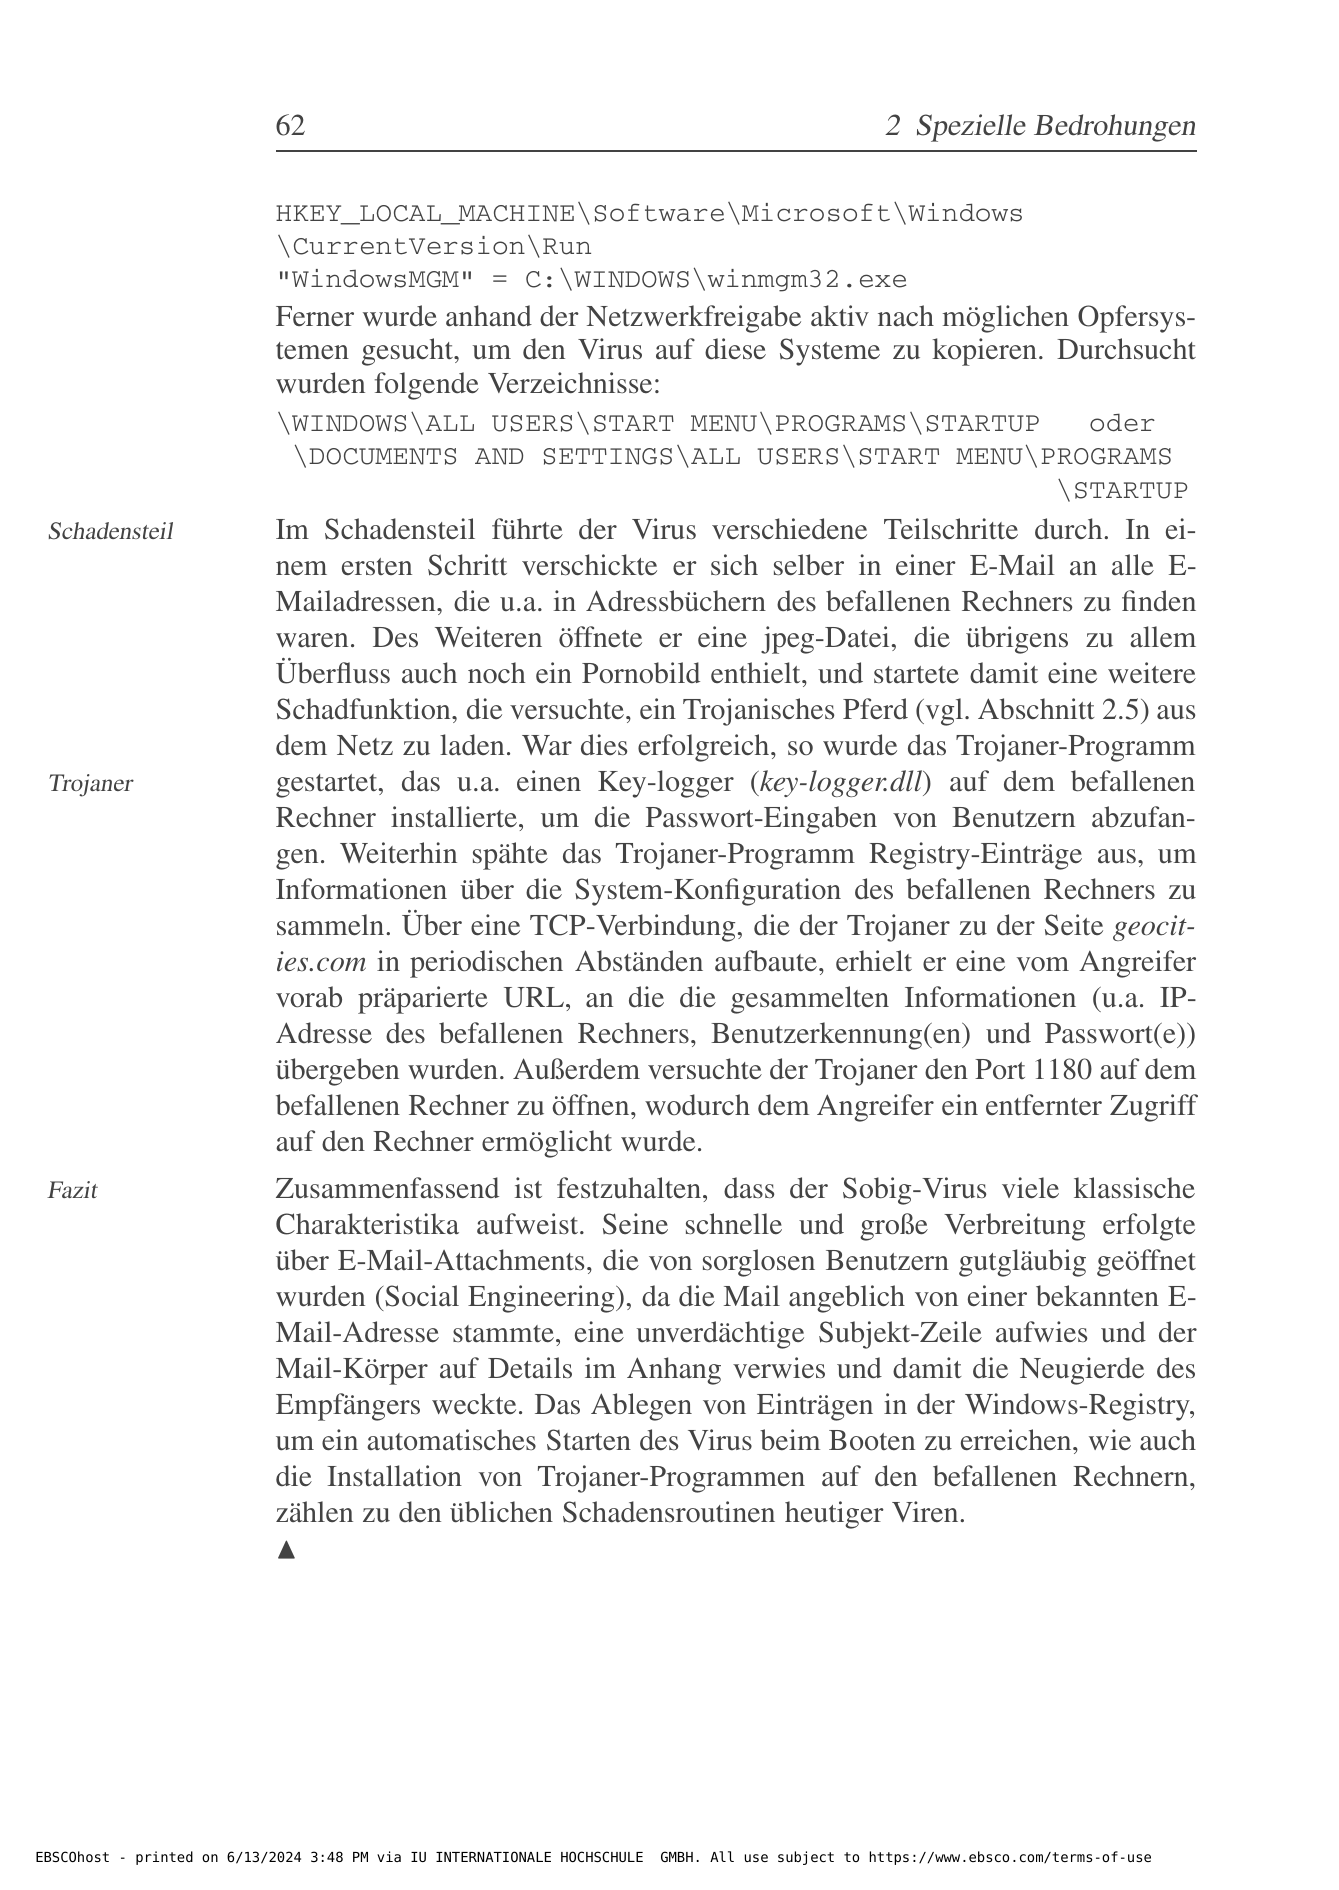 62 2 Spezielle Bedrohungen
HKEY_LOCAL_MACHINE\Software\Microsoft\Windows
\CurrentVersion\Run
"WindowsMGM" = C:\WINDOWS\winmgm32.exe
Ferner wurde anhand der Netzwerkfreigabe aktiv nach möglichen Opfersys-
temen gesucht, um den Virus auf diese Systeme zu kopieren. Durchsucht
wurden folgende Verzeichnisse:
\WINDOWS\ALL USERS\START MENU\PROGRAMS\STARTUP oder
\DOCUMENTS AND SETTINGS\ALL USERS\START MENU\PROGRAMS
\STARTUP
Schadensteil
Im Schadensteil führte der Virus verschiedene Teilschritte durch. In ei-
nem ersten Schritt verschickte er sich selber in einer E-Mail an alle E-
Mailadressen, die u.a. in Adressbüchern des befallenen Rechners zu finden
waren. Des Weiteren öffnete er eine jpeg-Datei, die übrigens zu allem
Überfluss auch noch ein Pornobild enthielt, und startete damit eine weitere
Schadfunktion, die versuchte, ein Trojanisches Pferd (vgl. Abschnitt 2.5) aus
dem Netz zu laden. War dies erfolgreich, so wurde das Trojaner-Programm
Trojaner
gestartet, das u.a. einen Key-logger (key-logger.dll) auf dem befallenen
Rechner installierte, um die Passwort-Eingaben von Benutzern abzufan-
gen. Weiterhin spähte das Trojaner-Programm Registry-Einträge aus, um
Informationen über die System-Konfiguration des befallenen Rechners zu
sammeln. Über eine TCP-Verbindung, die der Trojaner zu der Seite geocit-
ies.com in periodischen Abständen aufbaute, erhielt er eine vom Angreifer
vorab präparierte URL, an die die gesammelten Informationen (u.a. IP-
Adresse des befallenen Rechners, Benutzerkennung(en) und Passwort(e))
übergeben wurden. Außerdem versuchte der Trojaner den Port 1180 auf dem
befallenen Rechner zu öffnen, wodurch dem Angreifer ein entfernter Zugriff
auf den Rechner ermöglicht wurde.
Fazit
Zusammenfassend ist festzuhalten, dass der Sobig-Virus viele klassische
Charakteristika aufweist. Seine schnelle und große Verbreitung erfolgte
über E-Mail-Attachments, die von sorglosen Benutzern gutgläubig geöffnet
wurden (Social Engineering), da die Mail angeblich von einer bekannten E-
Mail-Adresse stammte, eine unverdächtige Subjekt-Zeile aufwies und der
Mail-Körper auf Details im Anhang verwies und damit die Neugierde des
Empfängers weckte. Das Ablegen von Einträgen in der Windows-Registry,
um ein automatisches Starten des Virus beim Booten zu erreichen, wie auch
die Installation von Trojaner-Programmen auf den befallenen Rechnern,
zählen zu den üblichen Schadensroutinen heutiger Viren.
▲
EBSCOhost - printed on 6/13/2024 3:48 PM via IU INTERNATIONALE HOCHSCHULE GMBH. All use subject to https://www.ebsco.com/terms-of-use